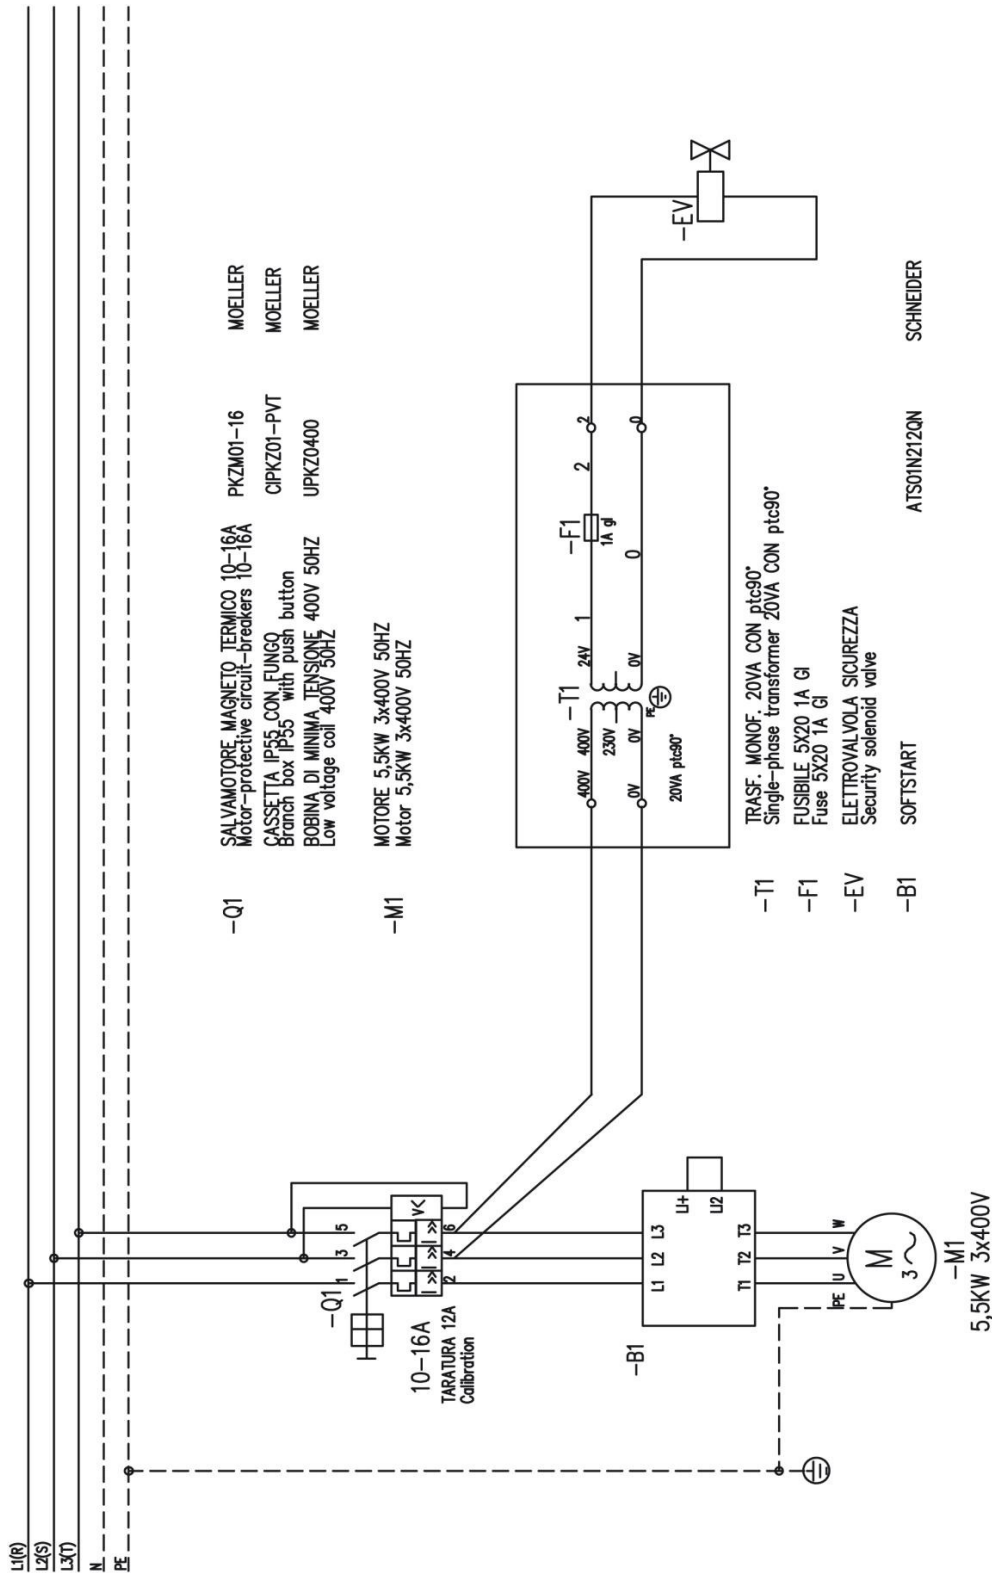 L1(R)
L2(S)
L3(T)
N
PE
-Q1
SALVAMOTORE MAGNETO TERMICO 10-16A PKZM01-16 MOELLER
Motor-protective circuit-breakers 10-16A
CASSETTA IP55 CON FUNGO CIPKZ01-PVT MOELLER
Branch box IP55 with push button
BOBINA DI MINIMA TENSIONE 400V 50HZ UPKZ0400 MOELLER
Low voltage coil 400V 50HZ
-M1
MOTORE 5,5KW 3x400V 50HZ
Motor 5,5KW 3x400V 50HZ
-Q1
1 3 5
V<
I>> I>> I>>
2 4 6
10-16A
TARATURA 12A
Calibration
-T1
-F1
-EV
400V 400V 24V 1 2 2
230V
1A gl
0V 0V 0V 0 0
PE
20VA ptc90°
-B1
L1 L2 L3
LI+
LI2
T1 T2 T3
PE U V W
M
3
-M1
5,5KW 3x400V
-T1
TRASF. MONOF. 20VA CON ptc90°
Single-phase transformer 20VA CON ptc90°
-F1
FUSIBILE 5X20 1A Gl
Fuse 5X20 1A Gl
-EV
ELETTROVALVOLA SICUREZZA
Security solenoid valve
-B1
SOFTSTART ATS01N212QN SCHNEIDER